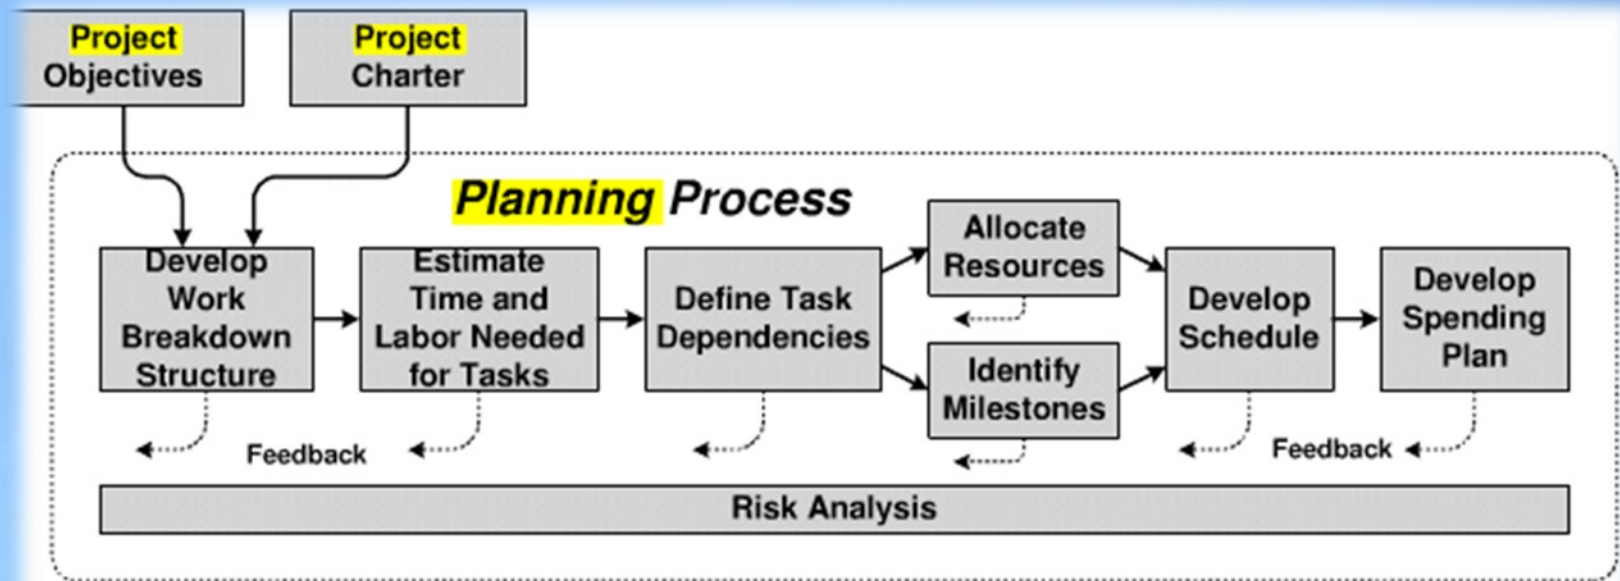 Project
Objectives
Project
Charter
Planning Process
Develop
Work
Breakdown
Structure
Estimate
Time and
Labor Needed
for Tasks
Define Task
Dependencies
Allocate
Resources
Identify
Milestones
Develop
Schedule
Develop
Spending
Plan
Feedback
Feedback
Risk Analysis